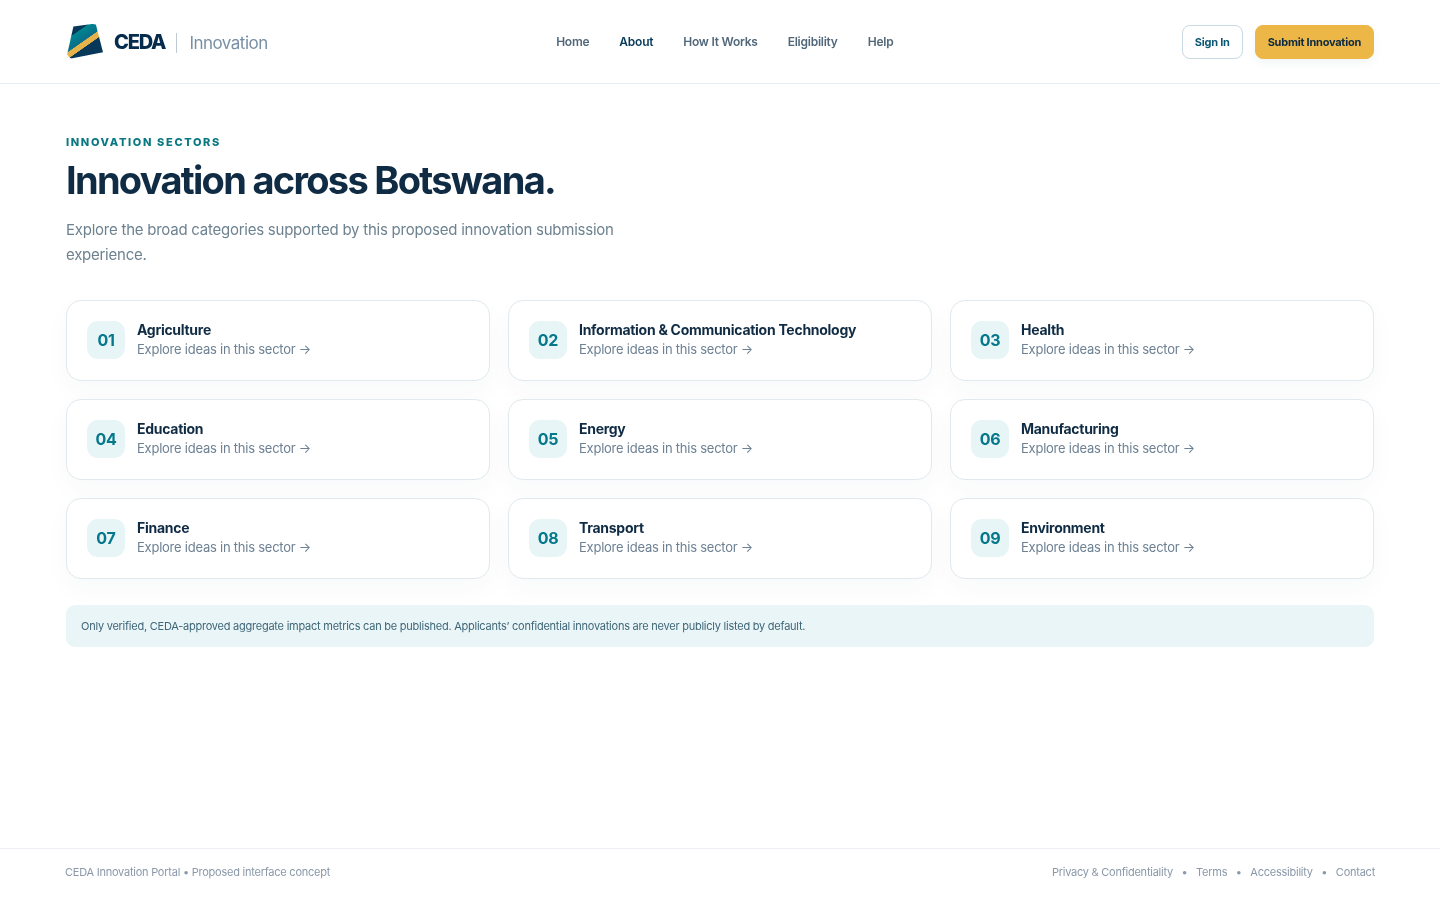 CEDA | Innovation
Home About How It Works Eligibility Help
Sign In Submit Innovation
INNOVATION SECTORS
Innovation across Botswana.
Explore the broad categories supported by this proposed innovation submission
experience.
01
Agriculture
Explore ideas in this sector →
02
Information & Communication Technology
Explore ideas in this sector →
03
Health
Explore ideas in this sector →
04
Education
Explore ideas in this sector →
05
Energy
Explore ideas in this sector →
06
Manufacturing
Explore ideas in this sector →
07
Finance
Explore ideas in this sector →
08
Transport
Explore ideas in this sector →
09
Environment
Explore ideas in this sector →
Only verified, CEDA-approved aggregate impact metrics can be published. Applicants’ confidential innovations are never publicly listed by default.
CEDA Innovation Portal • Proposed interface concept
Privacy & Confidentiality • Terms • Accessibility • Contact